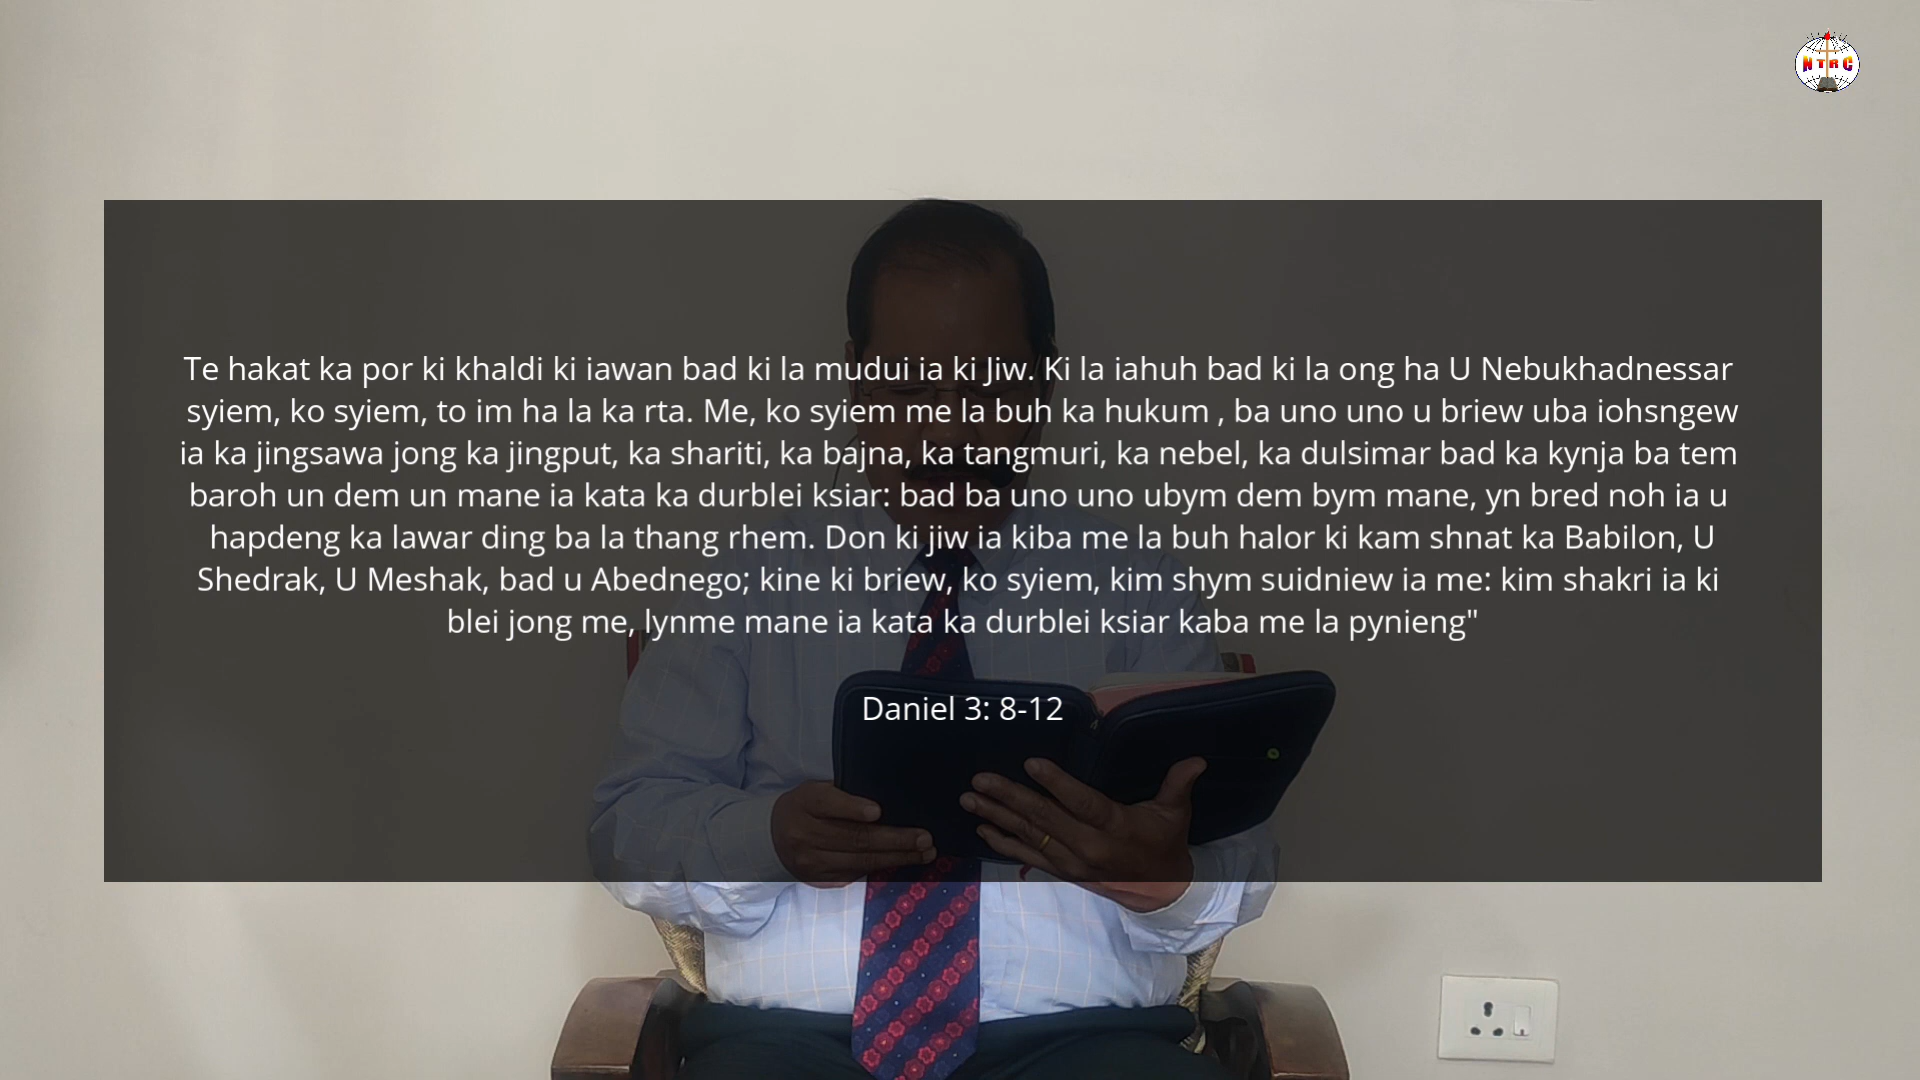 NTRC
Te hakat ka por ki khaldi ki iawan bad ki la mudui ia ki Jiw. Ki la iahuh bad ki la ong ha U Nebukhadnessar
syiem, ko syiem, to im ha la ka rta. Me, ko syiem me la buh ka hukum , ba uno uno u briew uba iohsngew
ia ka jingsawa jong ka jingput, ka shariti, ka bajna, ka tangmuri, ka nebel, ka dulsimar bad ka kynja ba tem
baroh un dem un mane ia kata ka durblei ksiar: bad ba uno uno ubym dem bym mane, yn bred noh ia u
hapdeng ka lawar ding ba la thang rhem. Don ki jiw ia kiba me la buh halor ki kam shnat ka Babilon, U
Shedrak, U Meshak, bad u Abednego; kine ki briew, ko syiem, kim shym suidniew ia me: kim shakri ia ki
blei jong me, lynme mane ia kata ka durblei ksiar kaba me la pynieng"
Daniel 3: 8-12